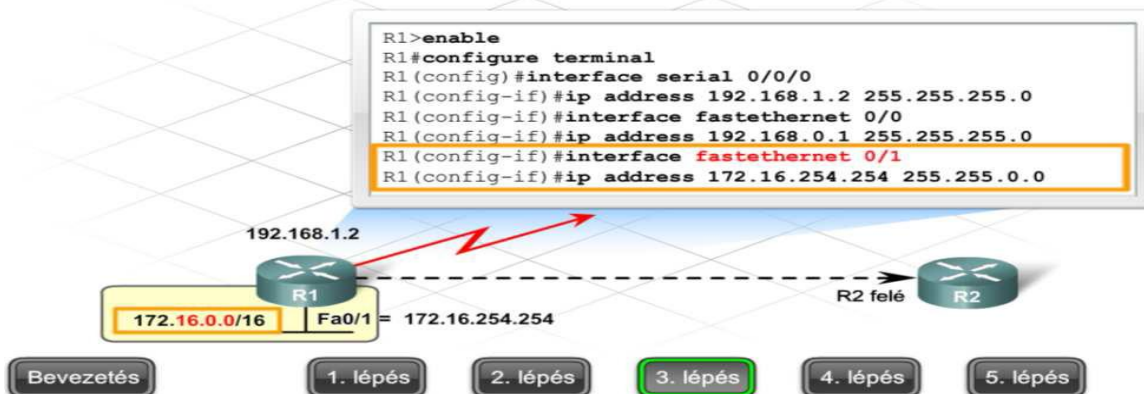 R1>enable
R1#configure terminal
R1(config)#interface serial 0/0/0
R1(config-if)#ip address 192.168.1.2 255.255.255.0
R1(config-if)#interface fastethernet 0/0
R1(config-if)#ip address 192.168.0.1 255.255.255.0
R1(config-if)#interface fastethernet 0/1
R1(config-if)#ip address 172.16.254.254 255.255.0.0
192.168.1.2
R1
R2 felé
R2
172.16.0.0/16
Fa0/1 = 172.16.254.254
Bevezetés
1. lépés
2. lépés
3. lépés
4. lépés
5. lépés